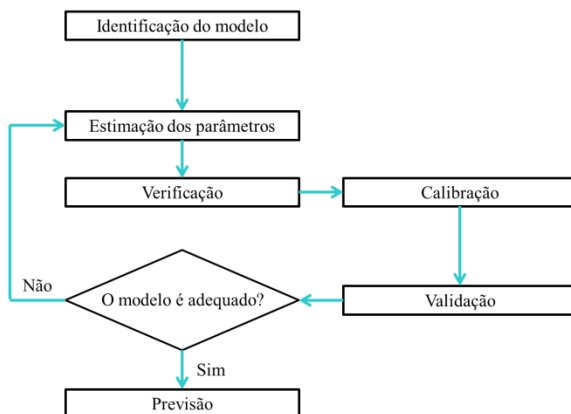 Identificação do modelo
Estimação dos parâmetros
Verificação
Calibração
Validação
O modelo é adequado?
Não
Sim
Previsão